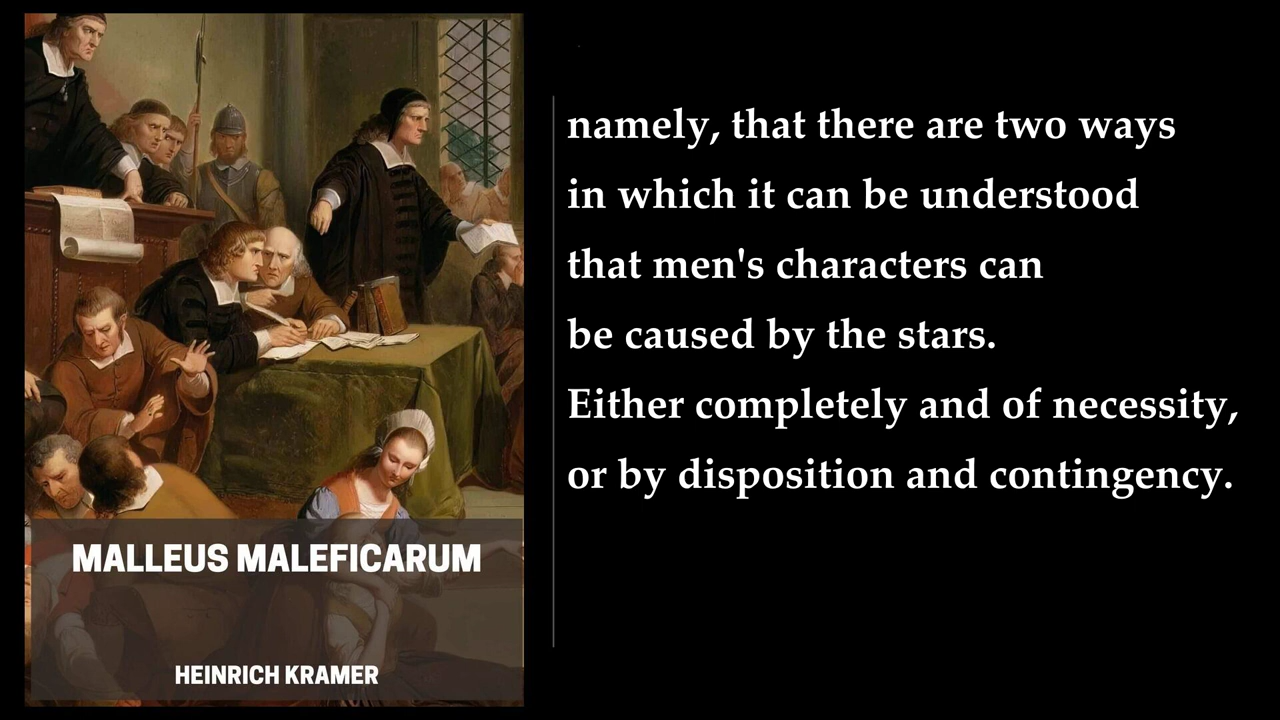 MALLEUS MALEFICARUM
HEINRICH KRAMER
namely, that there are two ways
in which it can be understood
that men's characters can
be caused by the stars.
Either completely and of necessity,
or by disposition and contingency.